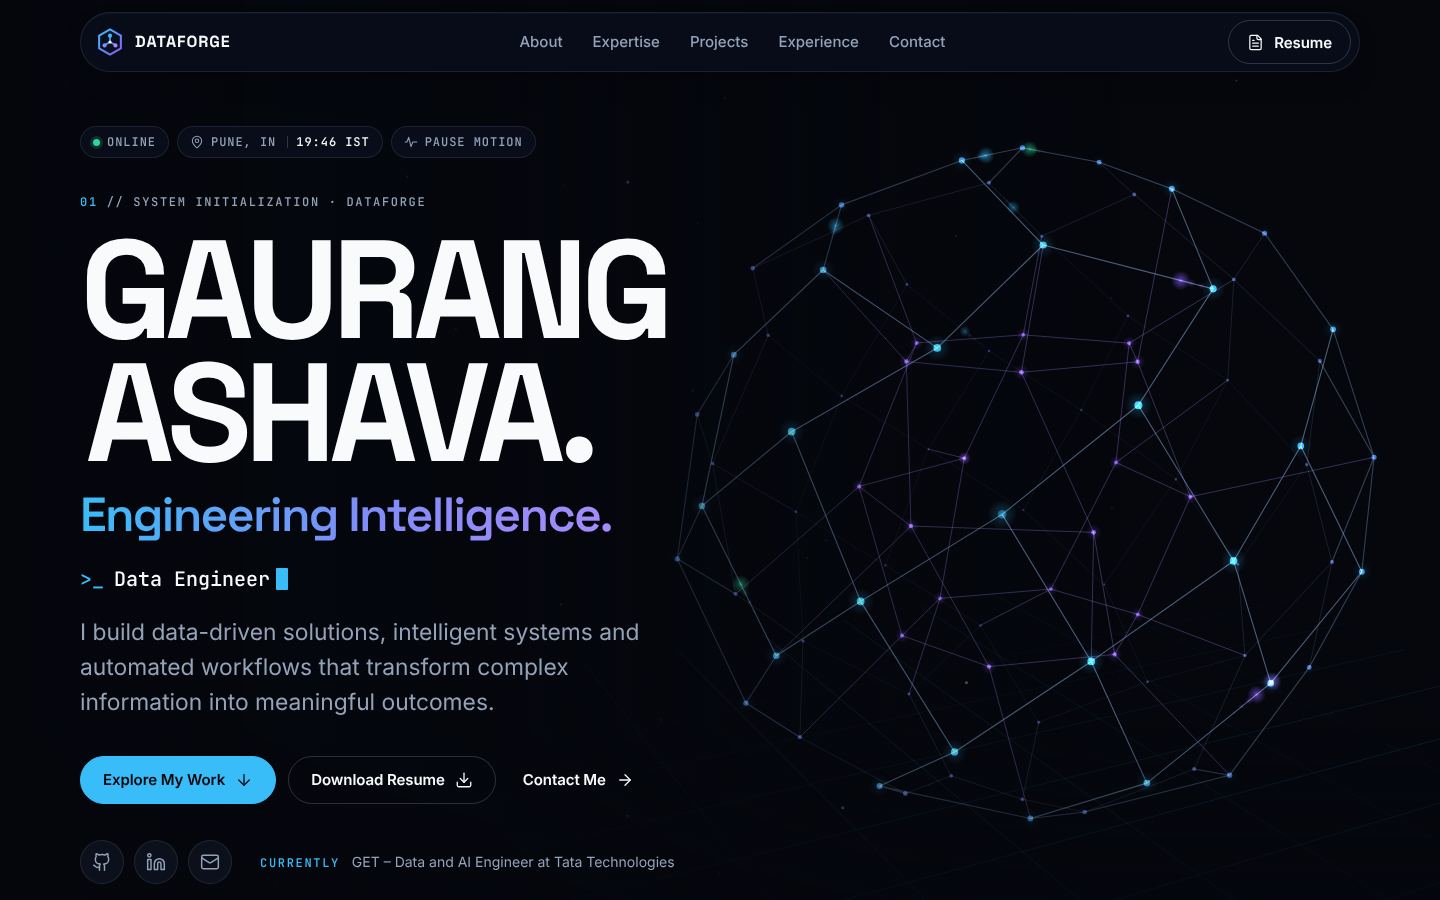 DATAFORGE
About
Expertise
Projects
Experience
Contact
Resume
ONLINE
PUNE, IN
19:46 IST
PAUSE MOTION
01 // SYSTEM INITIALIZATION · DATAFORGE
GAURANG
ASHAVA.
Engineering Intelligence.
>_ Data Engineer
I build data-driven solutions, intelligent systems and
automated workflows that transform complex
information into meaningful outcomes.
Explore My Work
Download Resume
Contact Me
CURRENTLY GET – Data and AI Engineer at Tata Technologies